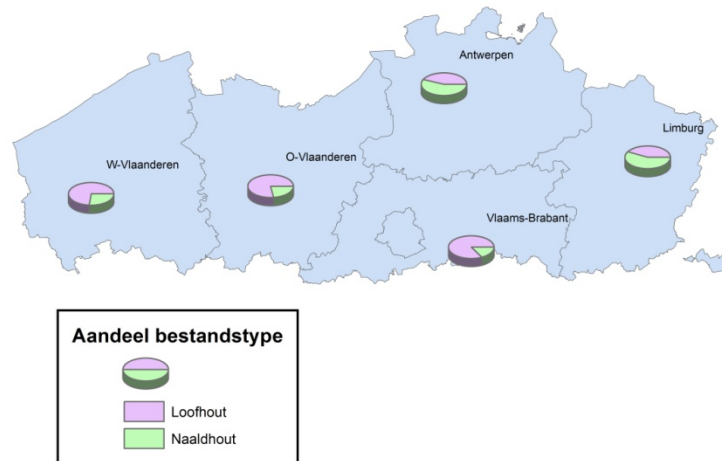 Antwerpen
Limburg
W-Vlaanderen
O-Vlaanderen
Vlaams-Brabant
Aandeel bestandstype
Loofhout
Naaldhout